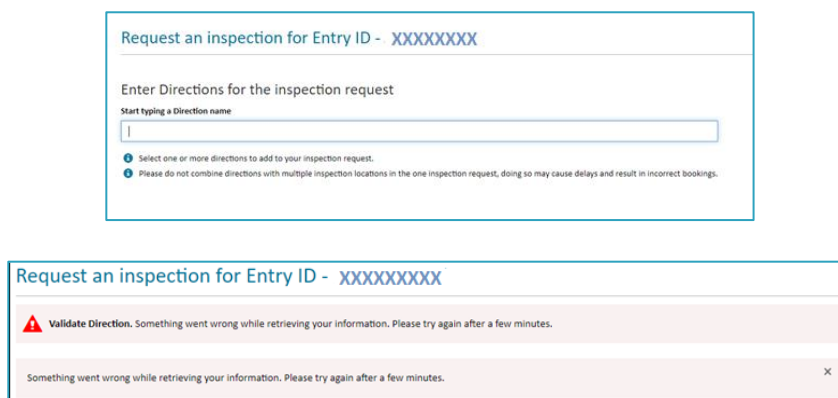 Request an inspection for Entry ID - XXXXXXXX
Enter Directions for the inspection request
Start typing a Direction name
Select one or more directions to add to your inspection request.
Please do not combine directions with multiple inspection locations in the one inspection request, doing so may cause delays and result in incorrect bookings.
Request an inspection for Entry ID - XXXXXXXXX
Validate Direction. Something went wrong while retrieving your information. Please try again after a few minutes.
Something went wrong while retrieving your information. Please try again after a few minutes.